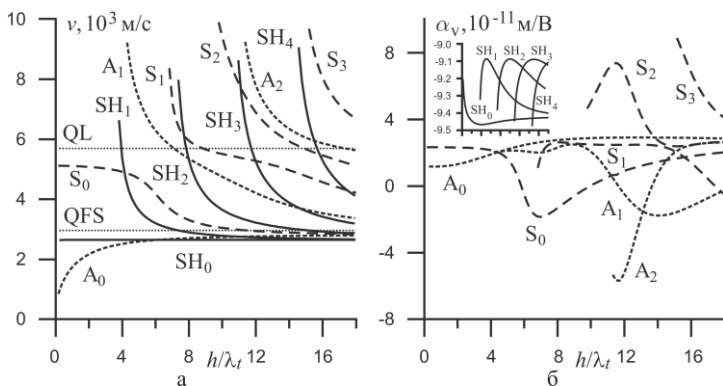 v, 10³ м/с
10
8
6
4
2
0
A₁
S₁
S₂
SH₄
A₂
S₃
SH₁
SH₃
QL
S₀
SH₂
QFS
SH₀
A₀
0 4 8 12 16
h/λₜ
а
αᵥ, 10⁻¹¹ м/В
8
4
0
-4
-8
-9.0
-9.1
-9.2
-9.3
-9.4
-9.5
SH₁ SH₂ SH₃
SH₀
SH₄
S₂
S₃
A₀
S₁
S₀
A₁
A₂
0 4 8 12 16
h/λₜ
б